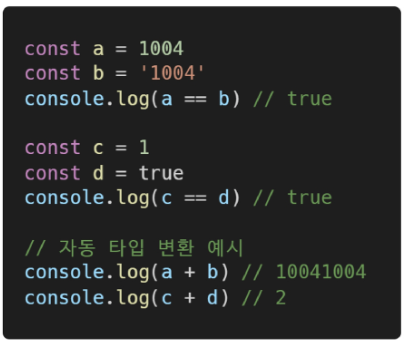 const a = 1004
const b = '1004'
console.log(a == b) // true
const c = 1
const d = true
console.log(c == d) // true
// 자동 타입 변환 예시
console.log(a + b) // 10041004
console.log(c + d) // 2